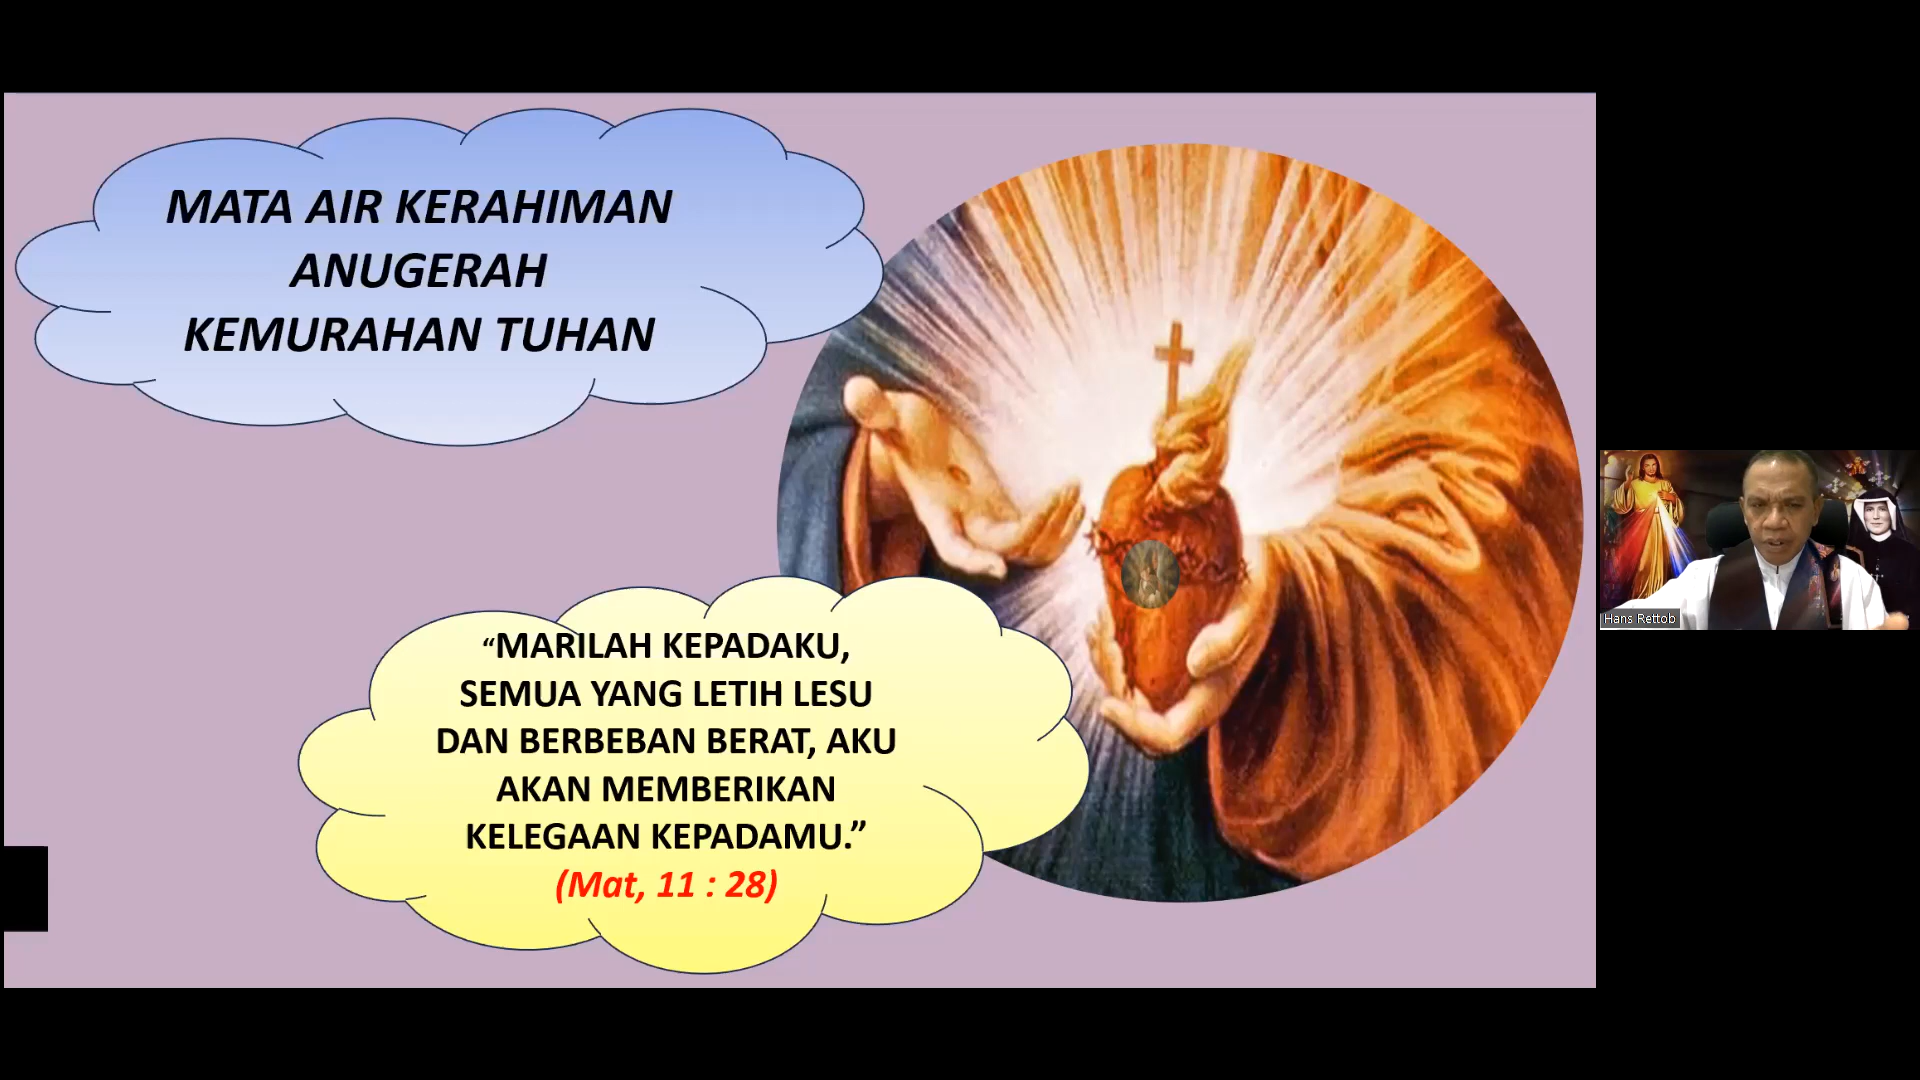 MATA AIR KERAHIMAN
ANUGERAH
KEMURAHAN TUHAN
“MARILAH KEPADAKU,
SEMUA YANG LETIH LESU
DAN BERBEBAN BERAT, AKU
AKAN MEMBERIKAN
KELEGAAN KEPADAMU.”
(Mat, 11 : 28)
Hans Rettob